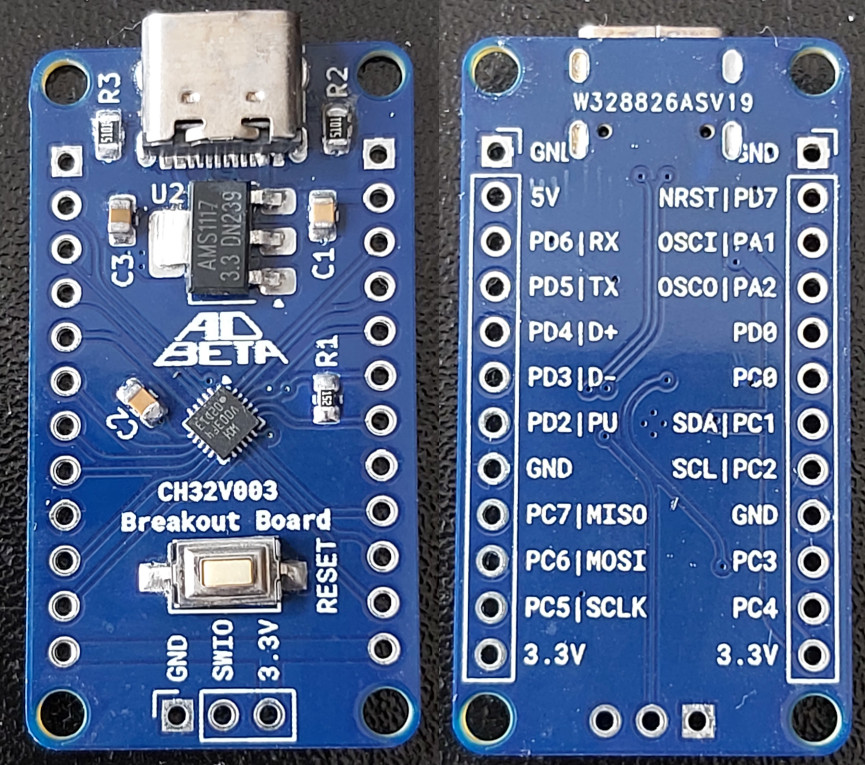 R3
R2
5101
5101
U2
AMS1117
3.3 DN239
C3
C1
AD
BETA
R1
C2
152
CH32V003
Breakout Board
RESET
GND
SWIO
3.3V
W328826ASV19
GND
GND
5V
NRST|PD7
PD6|RX
OSCI|PA1
PD5|TX
OSCO|PA2
PD4|D+
PD0
PD3|D-
PC0
PD2|PU
SDA|PC1
GND
SCL|PC2
PC7|MISO
GND
PC6|MOSI
PC3
PC5|SCLK
PC4
3.3V
3.3V